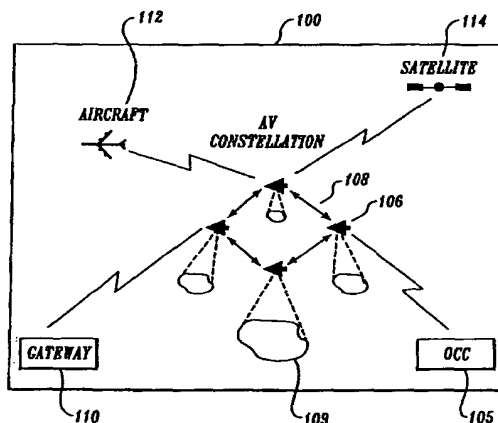 112
100
114
SATELLITE
AIRCRAFT
AV
CONSTELLATION
108
106
GATEWAY
OCC
110
109
105